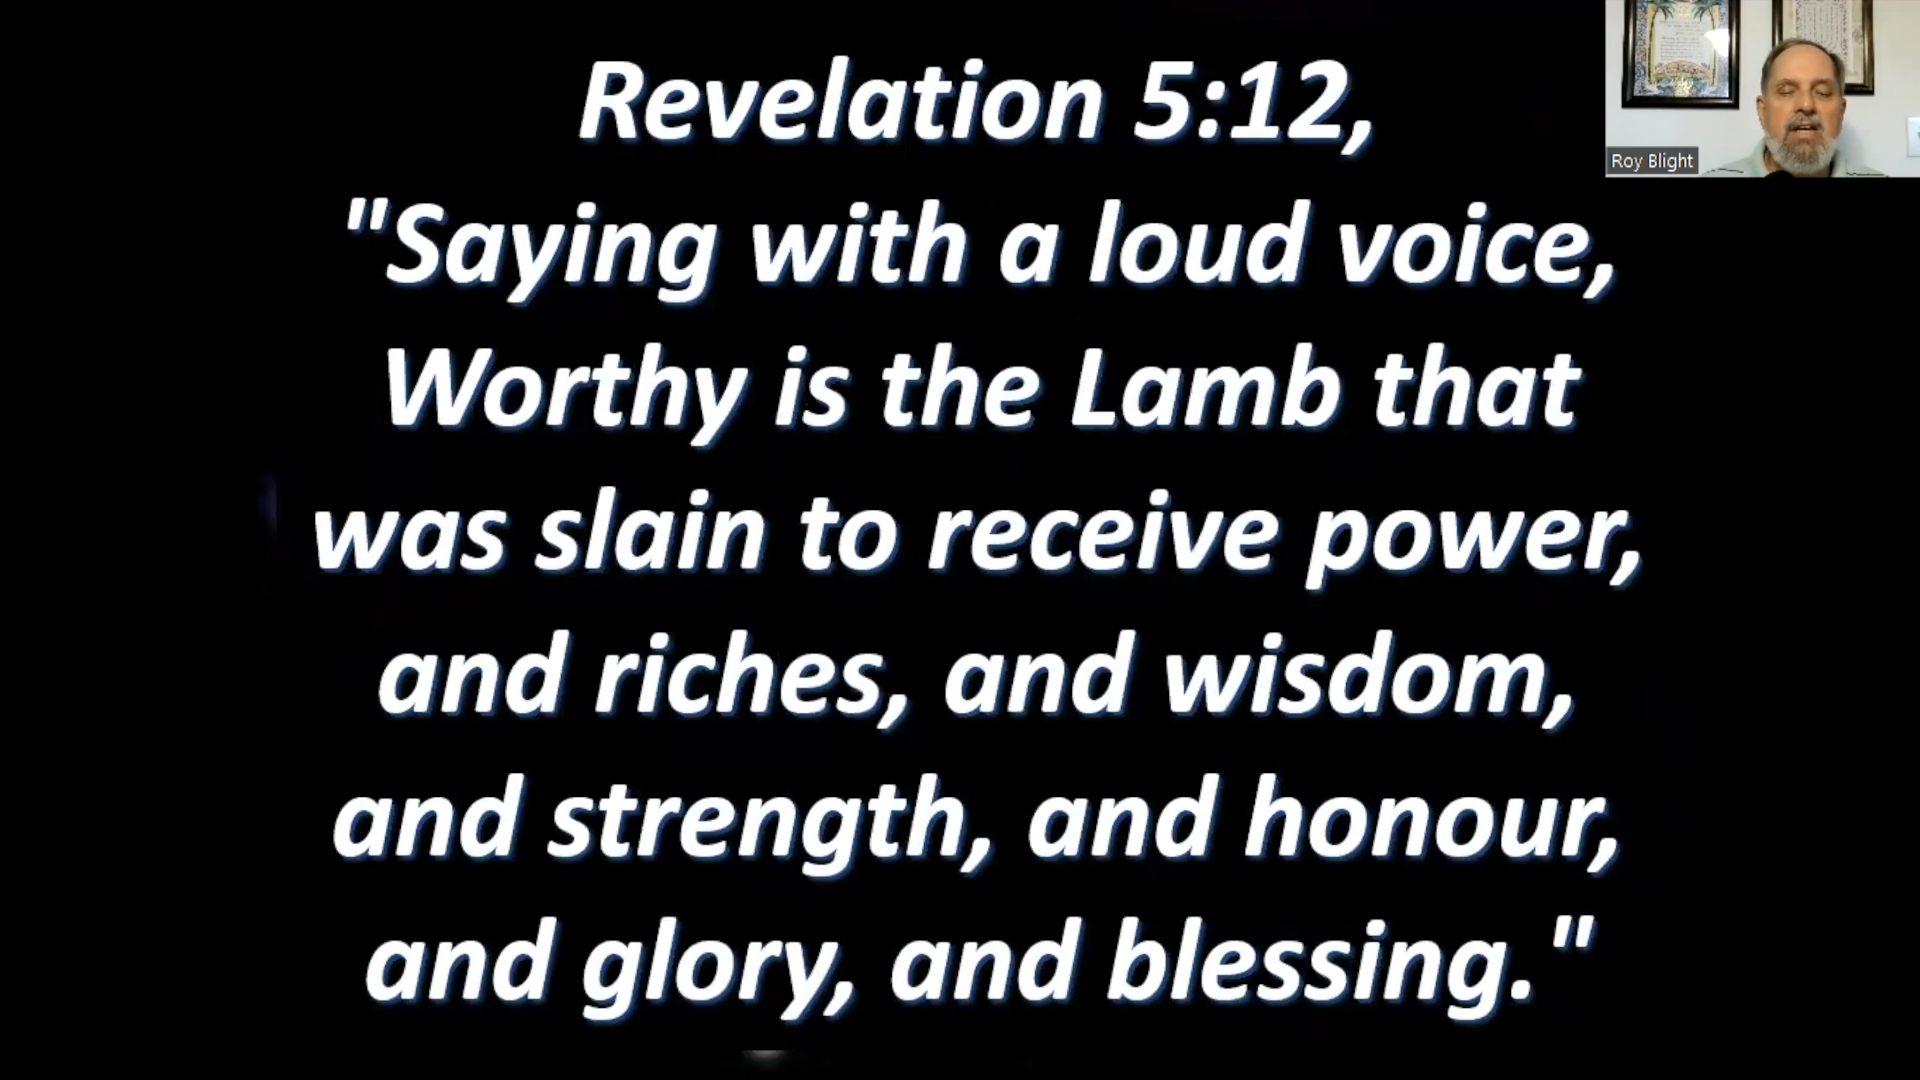 Revelation 5:12,
"Saying with a loud voice,
Worthy is the Lamb that
was slain to receive power,
and riches, and wisdom,
and strength, and honour,
and glory, and blessing."
Roy Blight